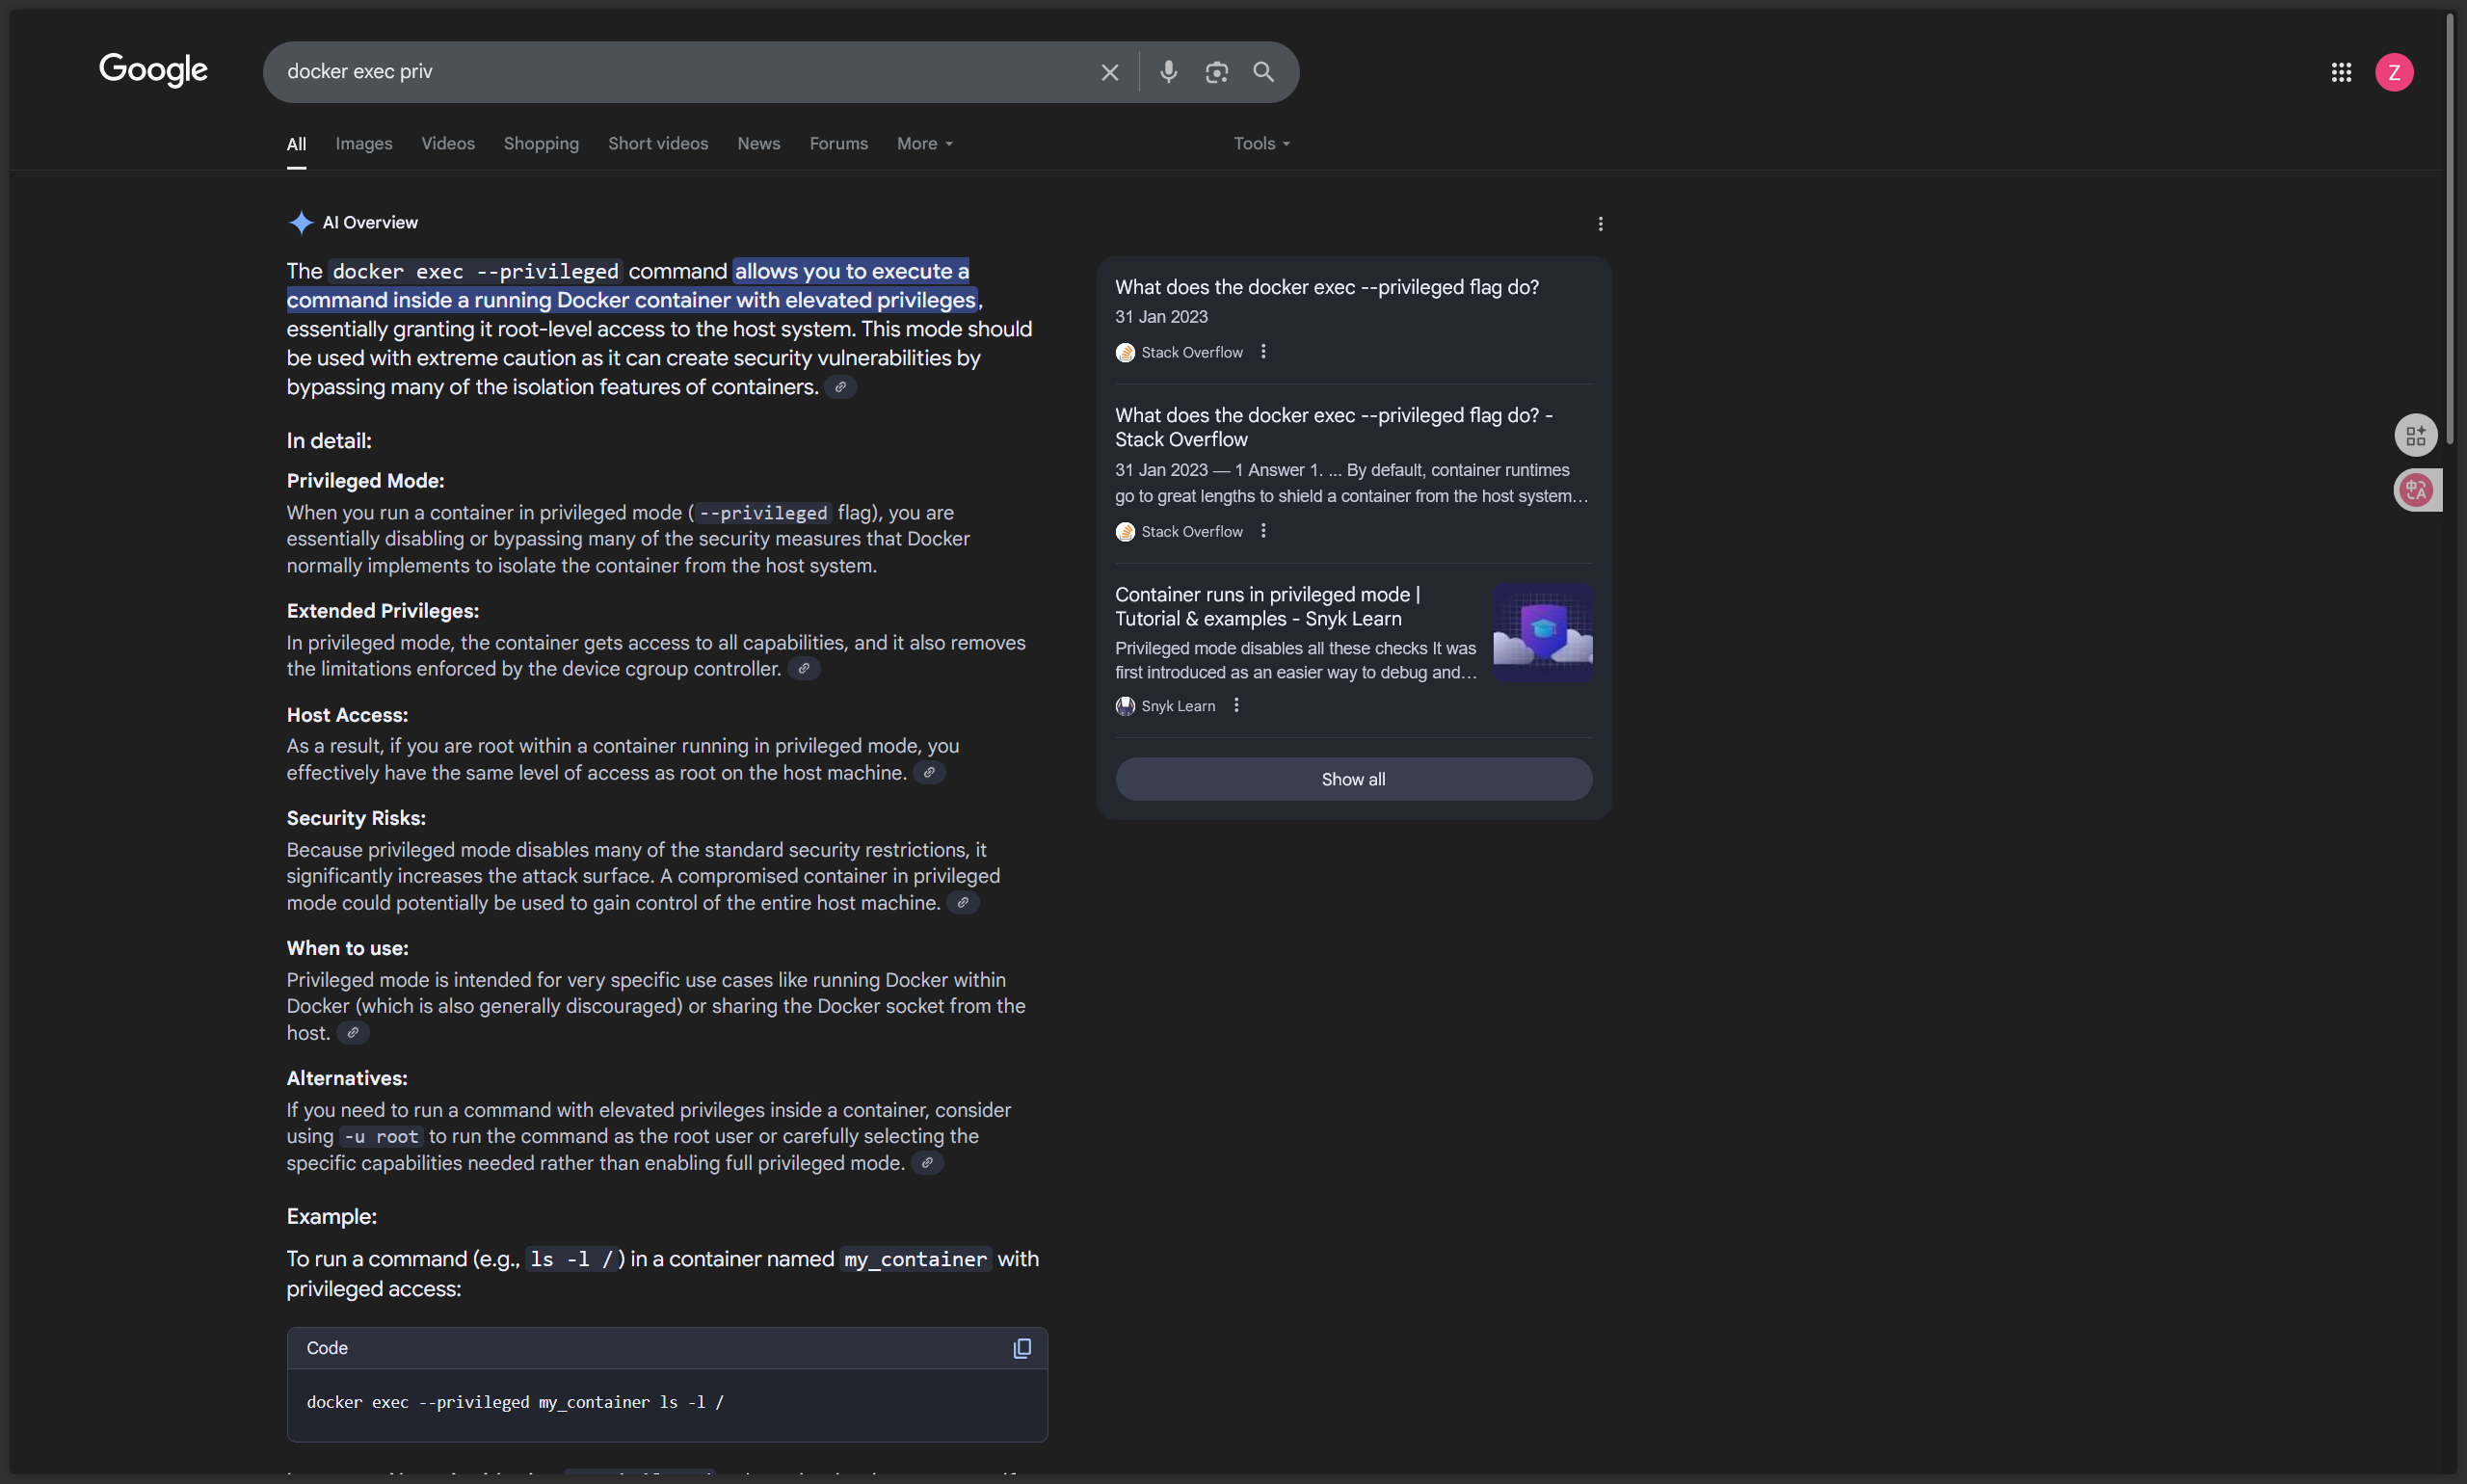 Google
docker exec priv
Z
All Images Videos Shopping Short videos News Forums More Tools
AI Overview
The docker exec --privileged command allows you to execute a
command inside a running Docker container with elevated privileges,
essentially granting it root-level access to the host system. This mode should
be used with extreme caution as it can create security vulnerabilities by
bypassing many of the isolation features of containers.
In detail:
Privileged Mode:
When you run a container in privileged mode (--privileged flag), you are
essentially disabling or bypassing many of the security measures that Docker
normally implements to isolate the container from the host system.
Extended Privileges:
In privileged mode, the container gets access to all capabilities, and it also removes
the limitations enforced by the device cgroup controller.
Host Access:
As a result, if you are root within a container running in privileged mode, you
effectively have the same level of access as root on the host machine.
Security Risks:
Because privileged mode disables many of the standard security restrictions, it
significantly increases the attack surface. A compromised container in privileged
mode could potentially be used to gain control of the entire host machine.
When to use:
Privileged mode is intended for very specific use cases like running Docker within
Docker (which is also generally discouraged) or sharing the Docker socket from the
host.
Alternatives:
If you need to run a command with elevated privileges inside a container, consider
using -u root to run the command as the root user or carefully selecting the
specific capabilities needed rather than enabling full privileged mode.
Example:
To run a command (e.g., ls -l /) in a container named my_container with
privileged access:
Code
docker exec --privileged my_container ls -l /
What does the docker exec --privileged flag do?
31 Jan 2023
Stack Overflow
What does the docker exec --privileged flag do? -
Stack Overflow
31 Jan 2023 — 1 Answer 1. ... By default, container runtimes
go to great lengths to shield a container from the host system...
Stack Overflow
Container runs in privileged mode |
Tutorial & examples - Snyk Learn
Privileged mode disables all these checks It was
first introduced as an easier way to debug and...
Snyk Learn
Show all
中A